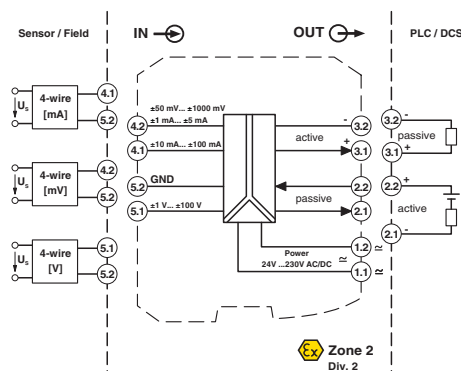 Sensor / Field
IN
OUT
PLC / DCS
4-wire
[mA]
Us
4.1
5.2
4-wire
[mV]
Us
4.2
5.2
4-wire
[V]
Us
5.1
5.2
±50 mV... ±1000 mV
4.2
±1 mA... ±5 mA
4.1
±10 mA... ±100 mA
5.2
GND
5.1
±1 V... ±100 V
active
-
3.2
+
3.1
passive
2.2
2.1
Power
24V ...230V AC/DC
1.2
≃
≃
1.1
≃
3.2
-
passive
3.1
+
2.2
+
active
2.1
-
Ex
Zone 2
Div. 2